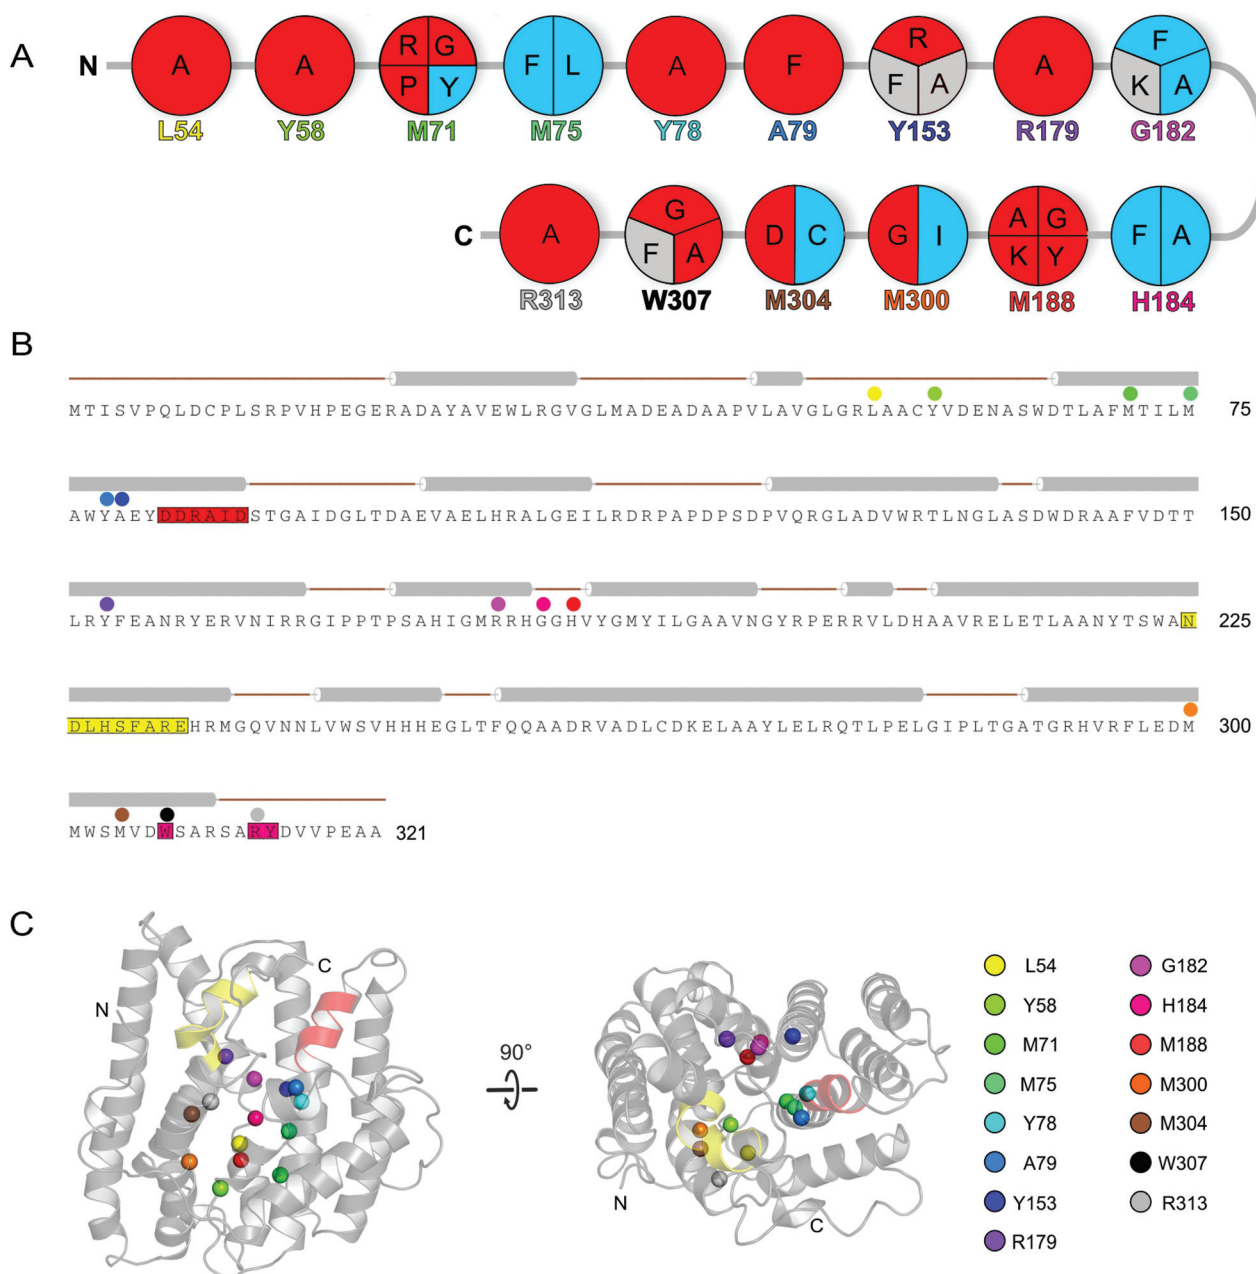 A
N A A R G P Y F L A F R F A A F K A
L54 Y58 M71 M75 Y78 A79 Y153 R179 G182
C A G F A D C G I A G K Y F A
R313 W307 M304 M300 M188 H184
B
MTISVPQLDCPLSRPVHPEGERADAYAVEWLRGVGLMADEADAAPVLAVGLGRLAACYVDENASWDTLAFMTILM 75
AWYAEYDDRAIDSTGAIDGLTDAEVAELHRALGEILRDRPAPDPSDPVQRGLADVWRTLNGLASDWDRAAFVDTT 150
LRYFEANRYERVNIRRGIPPTPSAHIGMRRHGGHVYGMYILGAAVNGYRPERRVLDHAAVRELETLAANYTSWAN 225
DLHSFAREHRMGQVNNLVWSVHHHEGLTFQQAADRVADLCDKELAAYLELRQTLPELGIPLTGATGRHVRFLEDM 300
MWSMVDWSARSARYDVVPEAA 321
C
N
C
90°
N
C
L54 G182
Y58 H184
M71 M188
M75 M300
Y78 M304
A79 W307
Y153 R313
R179